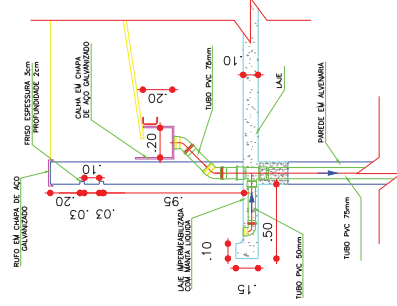 FRISO ESPESSURA 3cm
PROFUNDIDADE 2cm
CALHA EM CHAPA
DE AÇO GALVANIZADO
.20
TUBO PVC 75mm
.10
LAJE
PAREDE EM ALVENARIA
.20
.10
RUFO EM CHAPA DE AÇO
GALVANIZADO
.20
.03
.03
.95
LAJE IMPERMEABILIZADA
COM MANTA LIQUIDA
.10
.50
.15
TUBO PVC 50mm
TUBO PVC 75mm